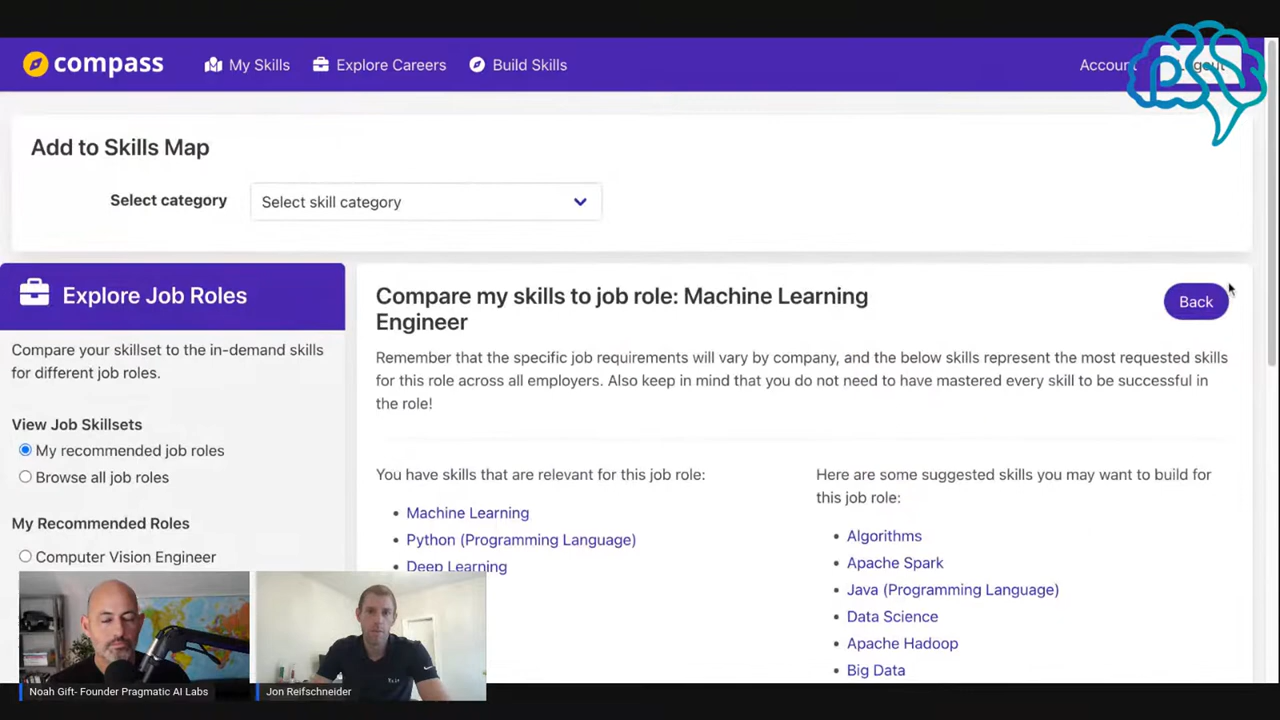 compass
My Skills
Explore Careers
Build Skills
Account
Add to Skills Map
Select category
Select skill category
Explore Job Roles
Compare your skillset to the in-demand skills
for different job roles.
View Job Skillsets
My recommended job roles
Browse all job roles
My Recommended Roles
Computer Vision Engineer
Compare my skills to job role: Machine Learning
Engineer
Back
Remember that the specific job requirements will vary by company, and the below skills represent the most requested skills
for this role across all employers. Also keep in mind that you do not need to have mastered every skill to be successful in
the role!
You have skills that are relevant for this job role:
Machine Learning
Python (Programming Language)
Deep Learning
Here are some suggested skills you may want to build for
this job role:
Algorithms
Apache Spark
Java (Programming Language)
Data Science
Apache Hadoop
Big Data
Noah Gift- Founder Pragmatic AI Labs
Jon Reifschneider